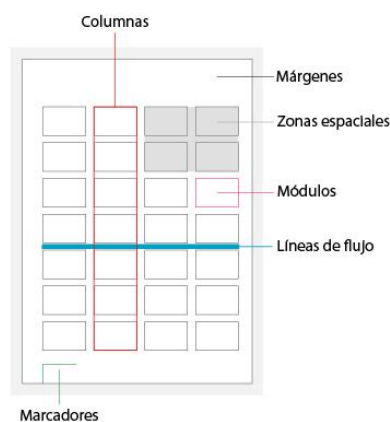 Columnas
Márgenes
Zonas espaciales
Módulos
Líneas de flujo
Marcadores